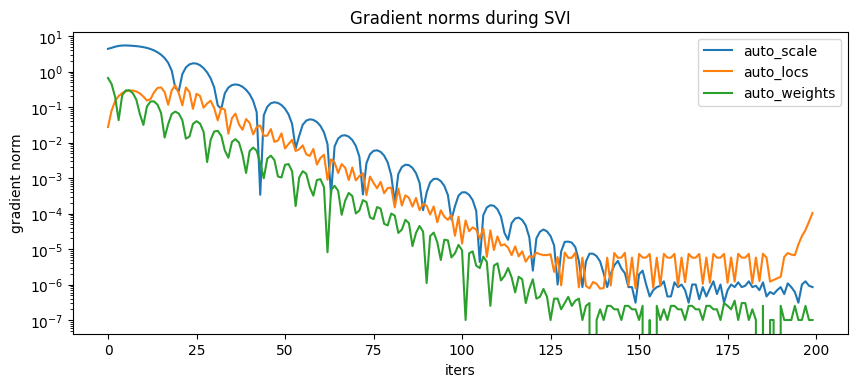 Gradient norms during SVI
auto_scale
auto_locs
auto_weights
gradient norm
10¹
10⁰
10⁻¹
10⁻²
10⁻³
10⁻⁴
10⁻⁵
10⁻⁶
10⁻⁷
0 25 50 75 100 125 150 175 200
iters